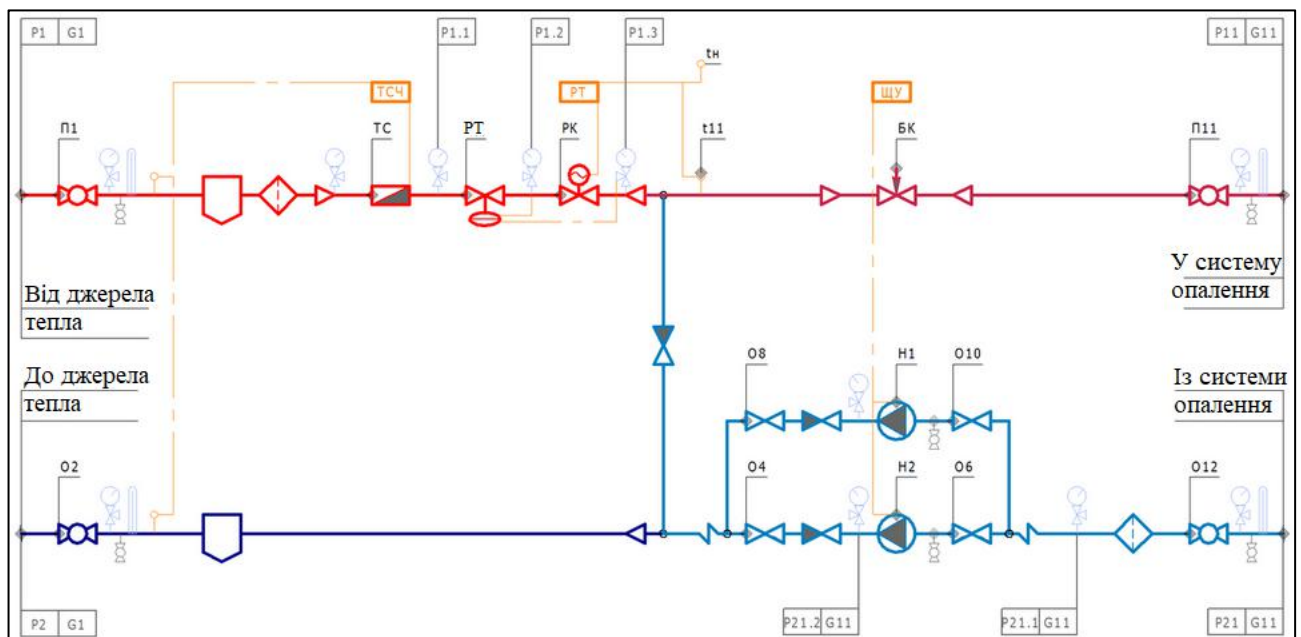 P1 G1
P1.1
P1.2
P1.3
P11 G11
tн
ТСЧ
РТ
ЩУ
П1
ТС
РТ
РК
t11
БК
П11
Від джерела
тепла
У систему
опалення
До джерела
тепла
Із системи
опалення
О8
Н1
О10
О2
О4
Н2
О6
О12
P2 G1
P21.2 G11
P21.1 G11
P21 G11